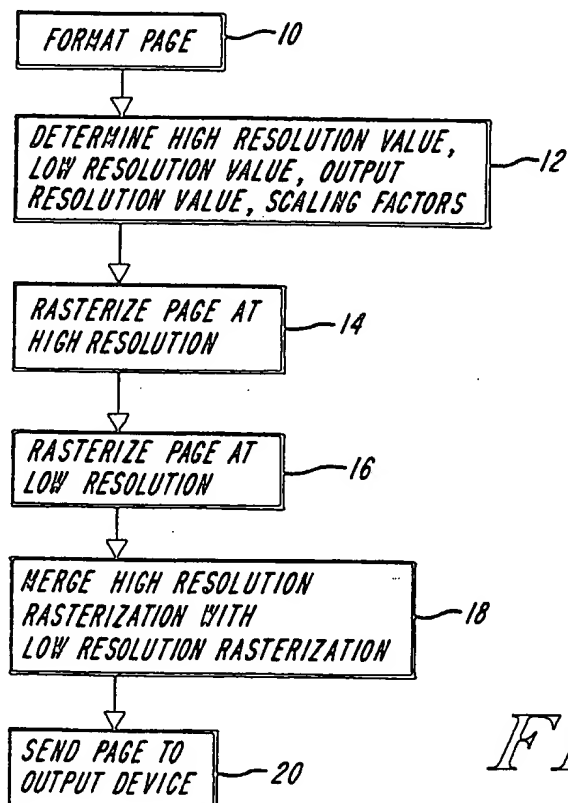 FORMAT PAGE
10
DETERMINE HIGH RESOLUTION VALUE,
LOW RESOLUTION VALUE, OUTPUT
RESOLUTION VALUE, SCALING FACTORS
12
RASTERIZE PAGE AT
HIGH RESOLUTION
14
RASTERIZE PAGE AT
LOW RESOLUTION
16
MERGE HIGH RESOLUTION
RASTERIZATION WITH
LOW RESOLUTION RASTERIZATION
18
SEND PAGE TO
OUTPUT DEVICE
20